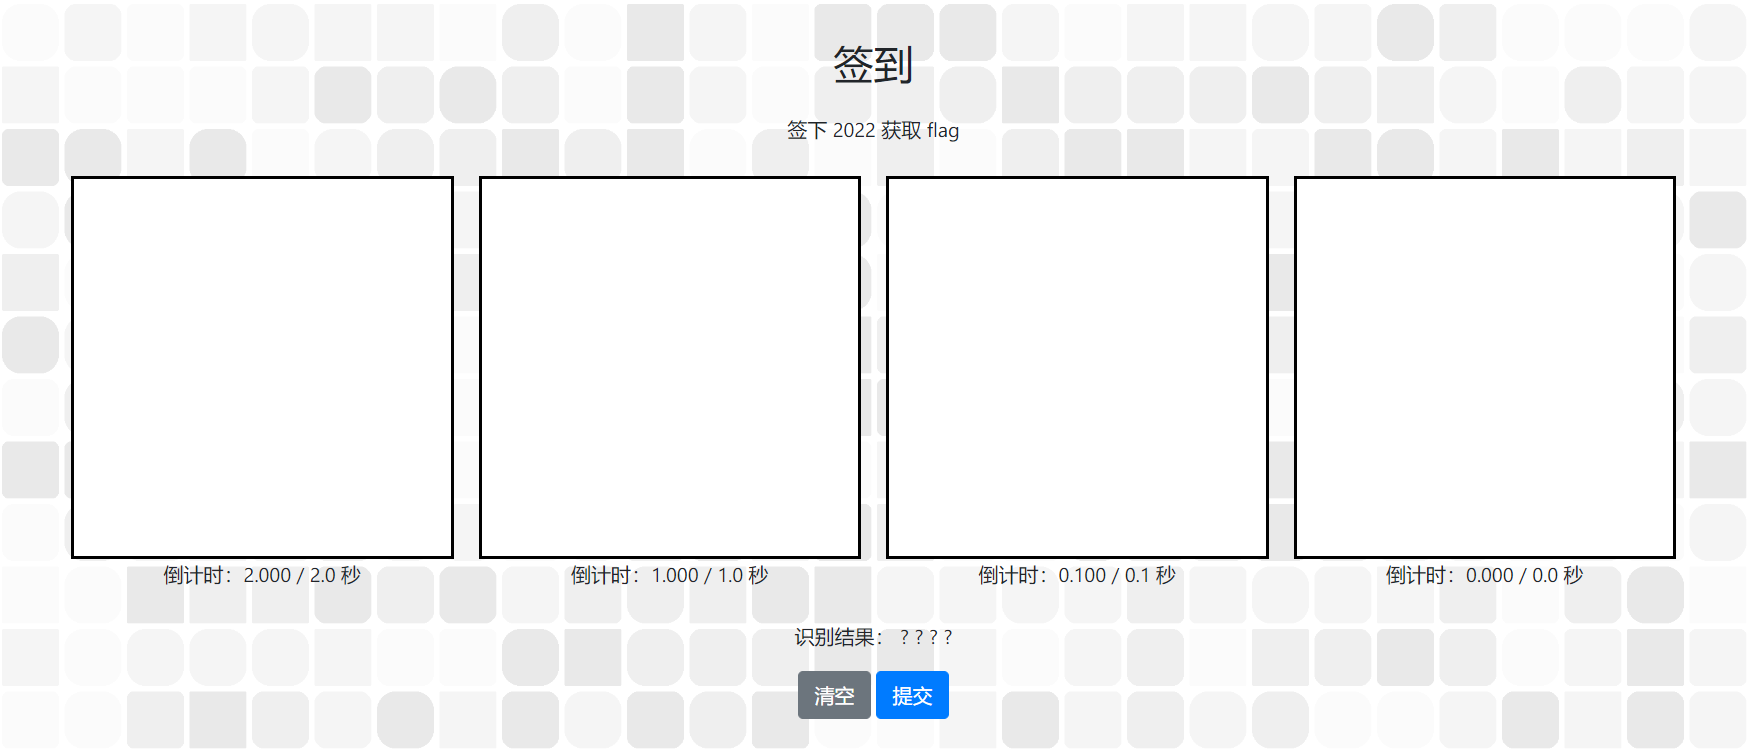 签到
签下 2022 获取 flag
倒计时：2.000 / 2.0 秒
倒计时：1.000 / 1.0 秒
倒计时：0.100 / 0.1 秒
倒计时：0.000 / 0.0 秒
识别结果： ? ? ? ?
清空 提交